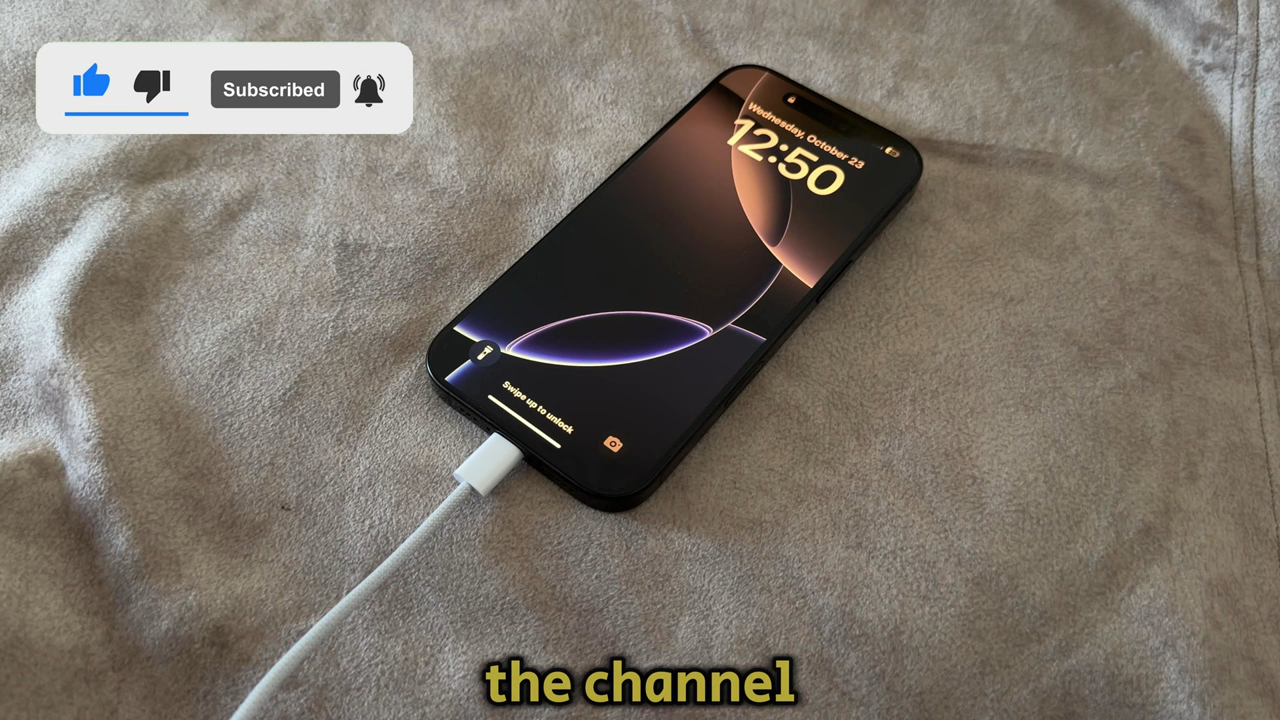 Subscribed
Wednesday, October 23
12:50
Swipe up to unlock
the channel